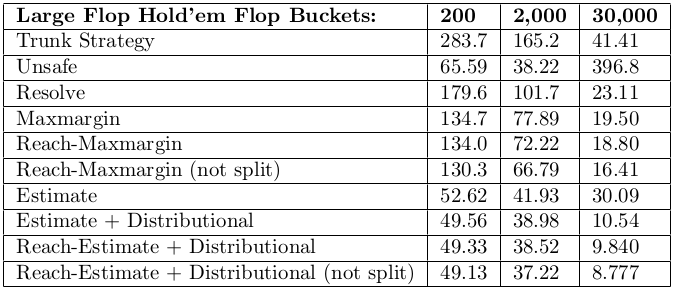 Large Flop Hold'em Flop Buckets: 200 2,000 30,000
Trunk Strategy 283.7 165.2 41.41
Unsafe 65.59 38.22 396.8
Resolve 179.6 101.7 23.11
Maxmargin 134.7 77.89 19.50
Reach-Maxmargin 134.0 72.22 18.80
Reach-Maxmargin (not split) 130.3 66.79 16.41
Estimate 52.62 41.93 30.09
Estimate + Distributional 49.56 38.98 10.54
Reach-Estimate + Distributional 49.33 38.52 9.840
Reach-Estimate + Distributional (not split) 49.13 37.22 8.777